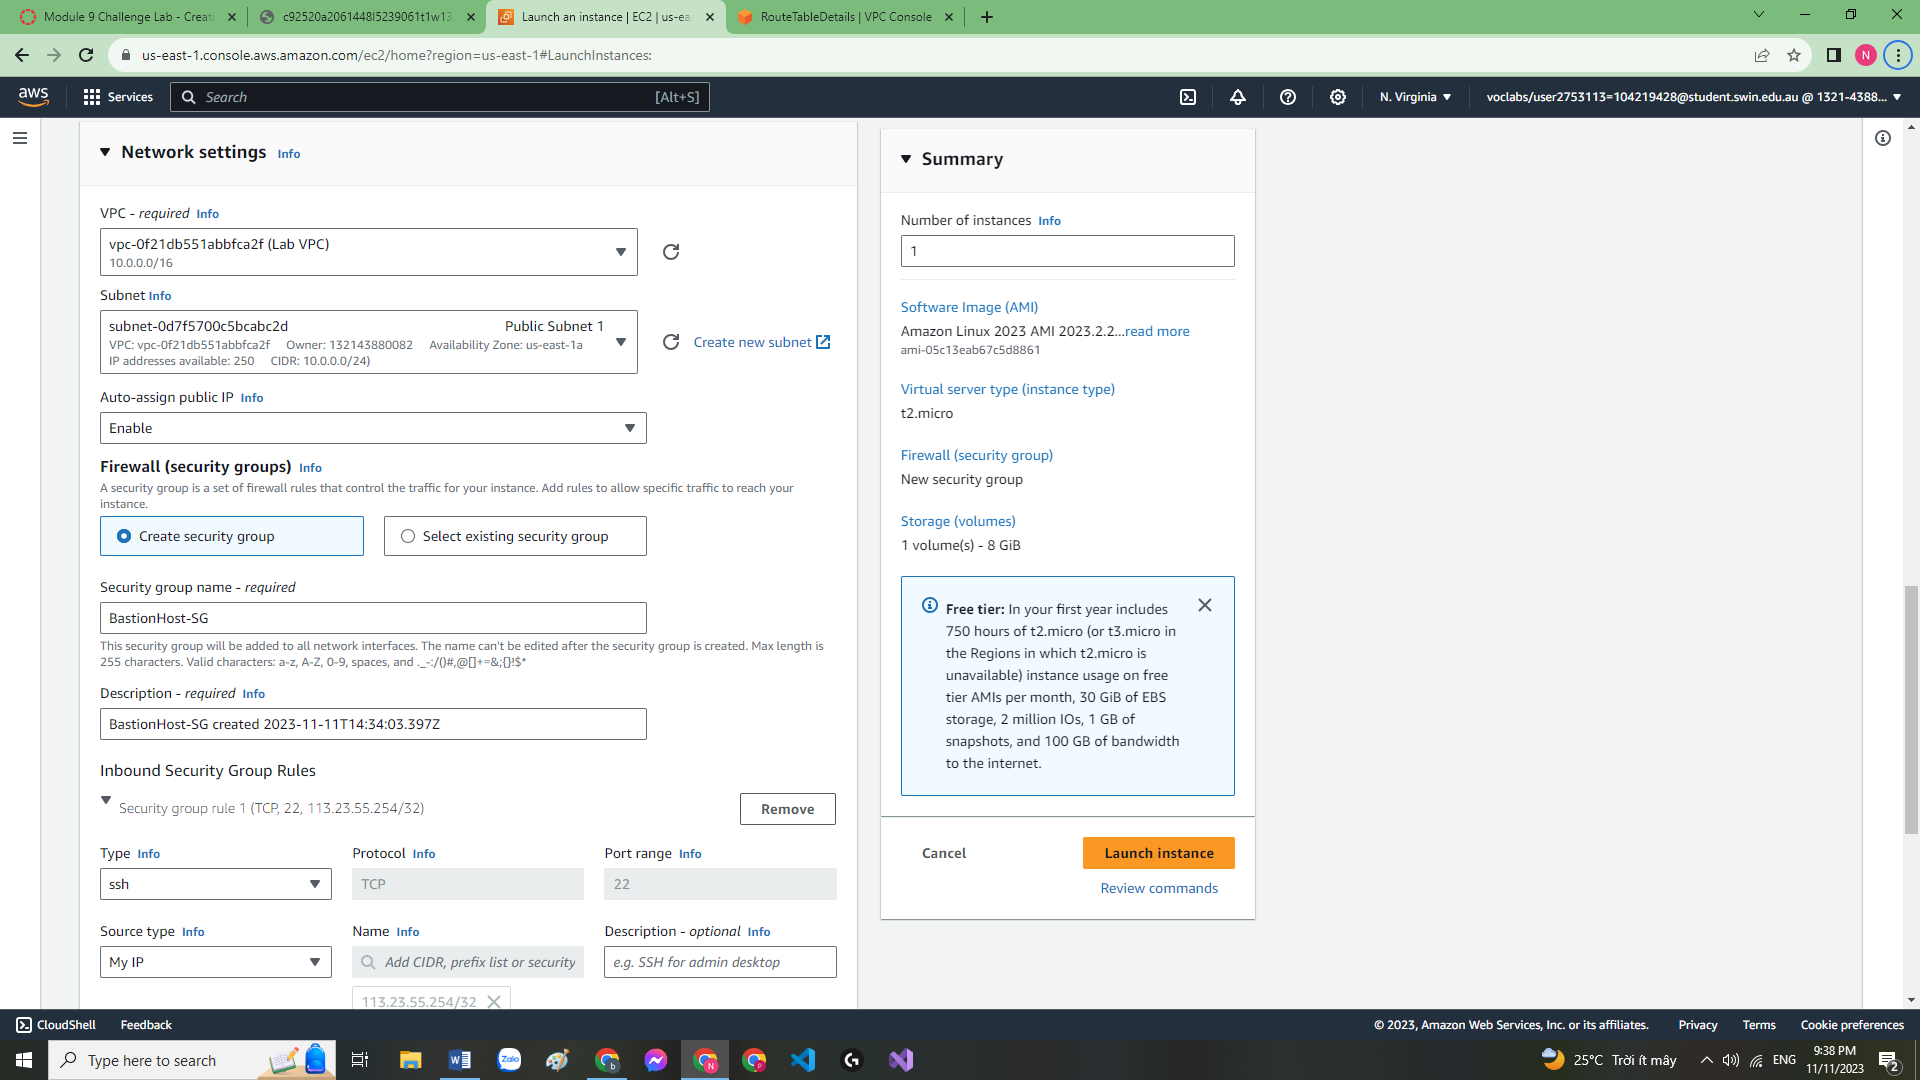 Module 9 Challenge Lab - Creati
c92520a2061448l5239061t1w13
Launch an instance | EC2 | us-eas
RouteTableDetails | VPC Console
us-east-1.console.aws.amazon.com/ec2/home?region=us-east-1#LaunchInstances:
N
aws
Services
Search
[Alt+S]
N. Virginia
voclabs/user2753113=104219428@student.swin.edu.au @ 1321-4388...
Network settings Info
VPC - required Info
vpc-0f21db551abbfca2f (Lab VPC)
10.0.0.0/16
Subnet Info
subnet-0d7f5700c5bcabc2d Public Subnet 1
VPC: vpc-0f21db551abbfca2f Owner: 132143880082 Availability Zone: us-east-1a
IP addresses available: 250 CIDR: 10.0.0.0/24)
Create new subnet
Auto-assign public IP Info
Enable
Firewall (security groups) Info
A security group is a set of firewall rules that control the traffic for your instance. Add rules to allow specific traffic to reach your
instance.
Create security group
Select existing security group
Security group name - required
BastionHost-SG
This security group will be added to all network interfaces. The name can't be edited after the security group is created. Max length is
255 characters. Valid characters: a-z, A-Z, 0-9, spaces, and ._-:/()#,@[]+=&;{}!$*
Description - required Info
BastionHost-SG created 2023-11-11T14:34:03.397Z
Inbound Security Group Rules
Security group rule 1 (TCP, 22, 113.23.55.254/32)
Remove
Type Info
Protocol Info
Port range Info
ssh
TCP
22
Source type Info
Name Info
Description - optional Info
My IP
Add CIDR, prefix list or security
e.g. SSH for admin desktop
113.23.55.254/32
Summary
Number of instances Info
1
Software Image (AMI)
Amazon Linux 2023 AMI 2023.2.2...read more
ami-05c13eab67c5d8861
Virtual server type (instance type)
t2.micro
Firewall (security group)
New security group
Storage (volumes)
1 volume(s) - 8 GiB
Free tier: In your first year includes
750 hours of t2.micro (or t3.micro in
the Regions in which t2.micro is
unavailable) instance usage on free
tier AMIs per month, 30 GiB of EBS
storage, 2 million IOs, 1 GB of
snapshots, and 100 GB of bandwidth
to the internet.
Cancel
Launch instance
Review commands
CloudShell
Feedback
© 2023, Amazon Web Services, Inc. or its affiliates.
Privacy
Terms
Cookie preferences
Type here to search
Zalo
25°C Trời ít mây
ENG
9:38 PM
11/11/2023
2